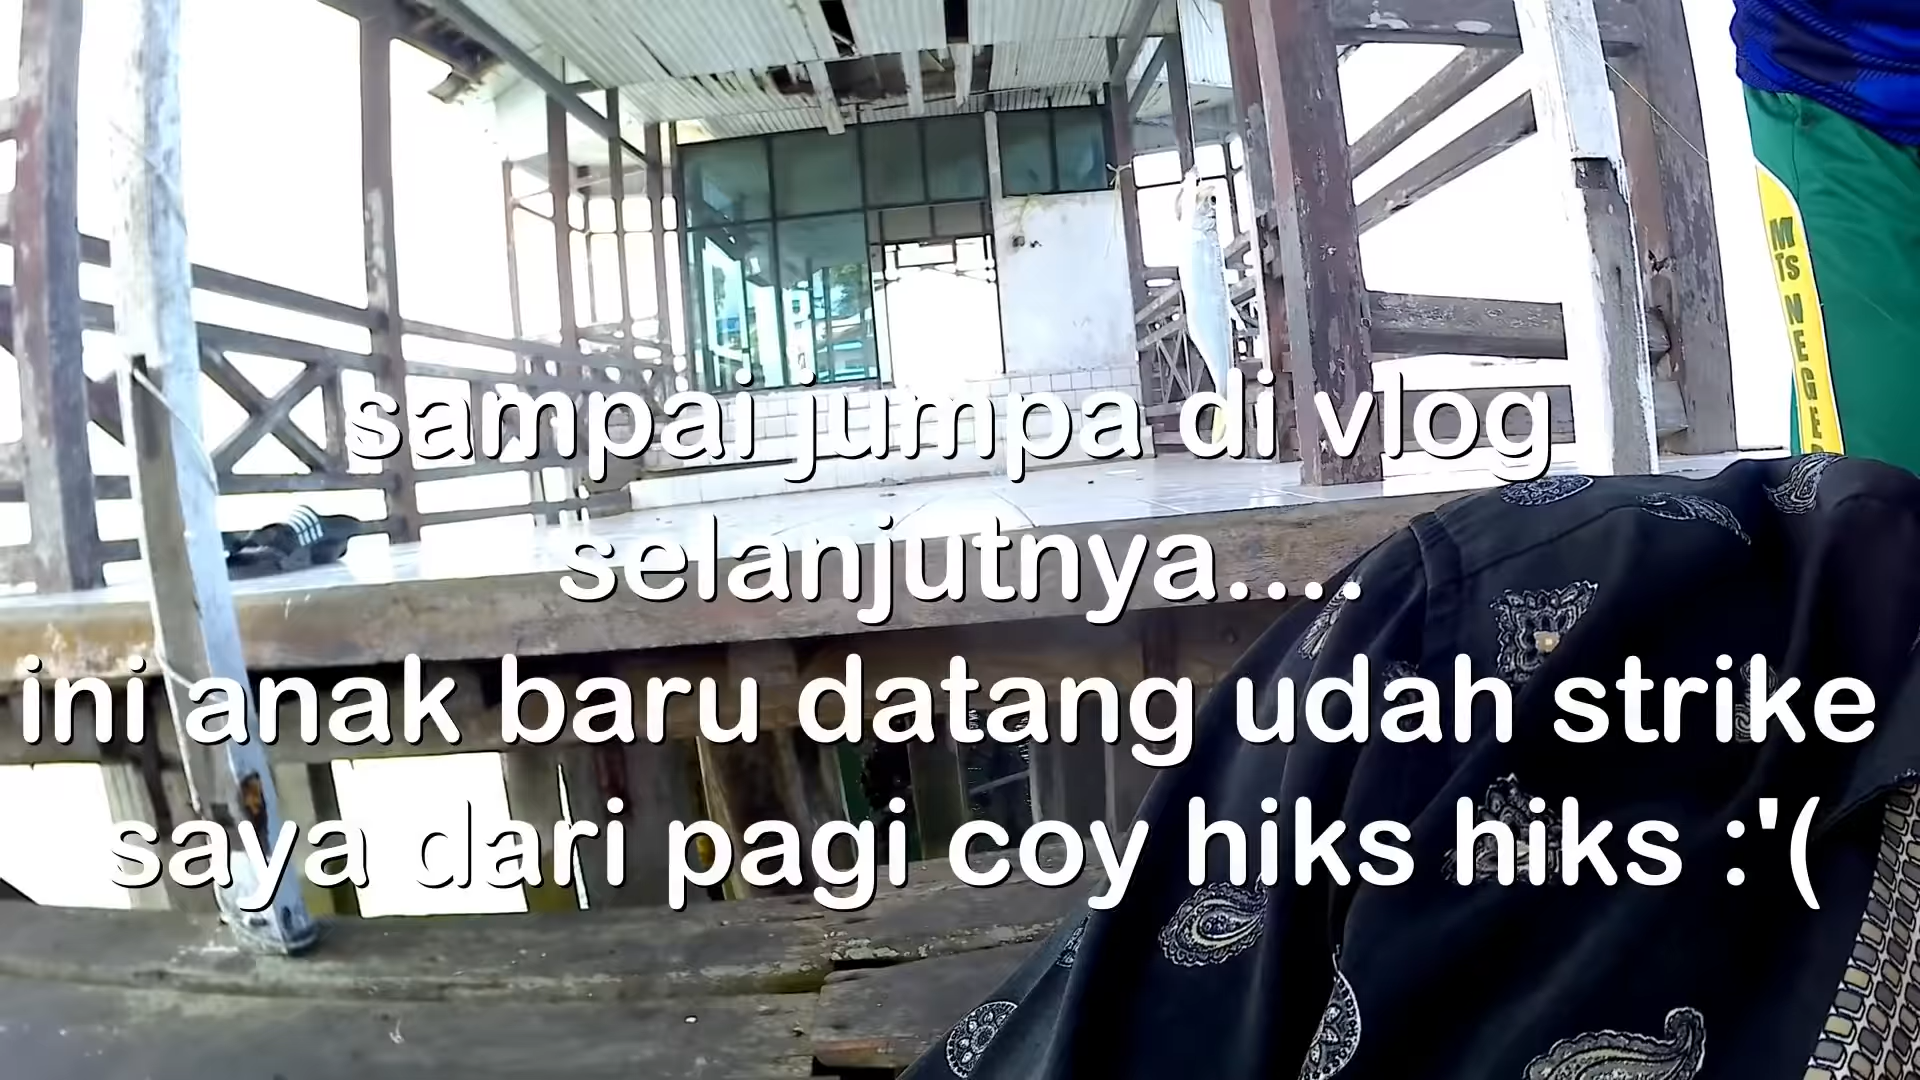 sampai jumpa di vlog
selanjutnya....
ini anak baru datang udah strike
saya dari pagi coy hiks hiks :'(
MTS NEGE